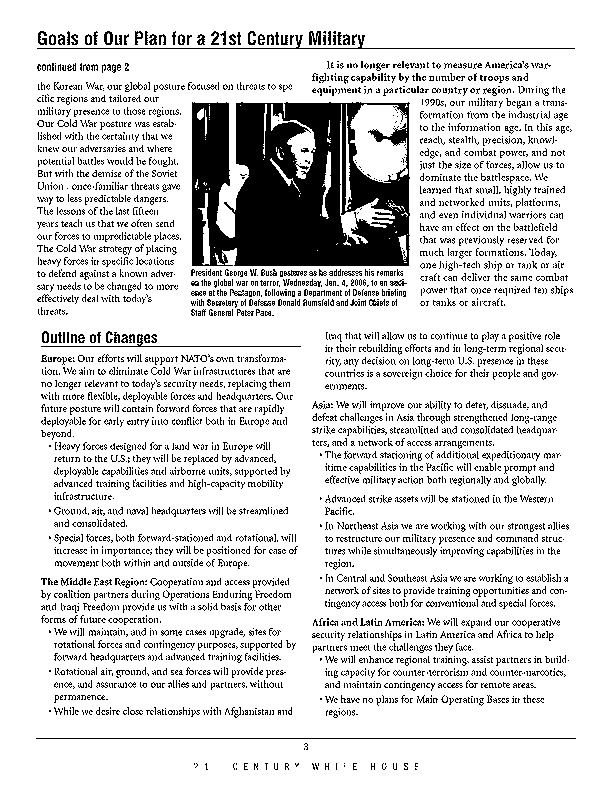 Goals of Our Plan for a 21st Century Military
continued from page 2
the Korean War, our global posture focused on threats to spe
cific regions and tailored our
military presence to those regions.
Our Cold War posture was estab-
lished with the certainty that we
knew our adversaries and where
potential battles would be fought.
But with the demise of the Soviet
Union , once-familiar threats gave
way to less predictable dangers.
The lessons of the last fifteen
years teach us that we often send
our forces to unpredictable places.
The Cold War strategy of placing
heavy forces in specific locations
to defend against a known adver-
sary needs to be changed to more
effectively deal with today's
threats.
President George W. Bush gestures as he addresses his remarks
on the global war on terror, Wednesday, Jan. 4, 2006, to an audi-
ence at the Pentagon, following a Department of Defense briefing
with Secretary of Defense Donald Rumsfeld and Joint Chiefs of
Staff General Peter Pace.
It is no longer relevant to measure America's war-
fighting capability by the number of troops and
equipment in a particular country or region. During the
1990s, our military began a trans-
formation from the industrial age
to the information age. In this age,
reach, stealth, precision, knowl-
edge, and combat power, and not
just the size of forces, allow us to
dominate the battlespace. We
learned that small, highly trained
and networked units, platforms,
and even individual warriors can
have an effect on the battlefield
that was previously reserved for
much larger formations. Today,
one high-tech ship or tank or air
craft can deliver the same combat
power that once required ten ships
or tanks or aircraft.
Outline of Changes
Europe: Our efforts will support NATO's own transforma-
tion. We aim to eliminate Cold War infrastructures that are
no longer relevant to today's security needs, replacing them
with more flexible, deployable forces and headquarters. Our
future posture will contain forward forces that are rapidly
deployable for early entry into conflict both in Europe and
beyond.
• Heavy forces designed for a land war in Europe will
return to the U.S.; they will be replaced by advanced,
deployable capabilities and airborne units, supported by
advanced training facilities and high-capacity mobility
infrastructure.
• Ground, air, and naval headquarters will be streamlined
and consolidated.
• Special forces, both forward-stationed and rotational, will
increase in importance; they will be positioned for ease of
movement both within and outside of Europe.
The Middle East Region: Cooperation and access provided
by coalition partners during Operations Enduring Freedom
and Iraqi Freedom provide us with a solid basis for other
forms of future cooperation.
• We will maintain, and in some cases upgrade, sites for
rotational forces and contingency purposes, supported by
forward headquarters and advanced training facilities.
• Rotational air, ground, and sea forces will provide pres-
ence, and assurance to our allies and partners, without
permanence.
• While we desire close relationships with Afghanistan and
Iraq that will allow us to continue to play a positive role
in their rebuilding efforts and in long-term regional secu-
rity, any decision on long-term U.S. presence in these
countries is a sovereign choice for their people and gov-
ernments.
Asia: We will improve our ability to deter, dissuade, and
defeat challenges in Asia through strengthened long-range
strike capabilities, streamlined and consolidated headquar-
ters, and a network of access arrangements.
• The forward stationing of additional expeditionary mar-
itime capabilities in the Pacific will enable prompt and
effective military action both regionally and globally.
• Advanced strike assets will be stationed in the Western
Pacific.
• In Northeast Asia we are working with our strongest allies
to restructure our military presence and command struc-
tures while simultaneously improving capabilities in the
region.
• In Central and Southeast Asia we are working to establish a
network of sites to provide training opportunities and con-
tingency access both for conventional and special forces.
Africa and Latin America: We will expand our cooperative
security relationships in Latin America and Africa to help
partners meet the challenges they face.
• We will enhance regional training, assist partners in build-
ing capacity for counter-terrorism and counter-narcotics,
and maintain contingency access for remote areas.
• We have no plans for Main Operating Bases in these
regions.
3
21 CENTURY WHITE HOUSE